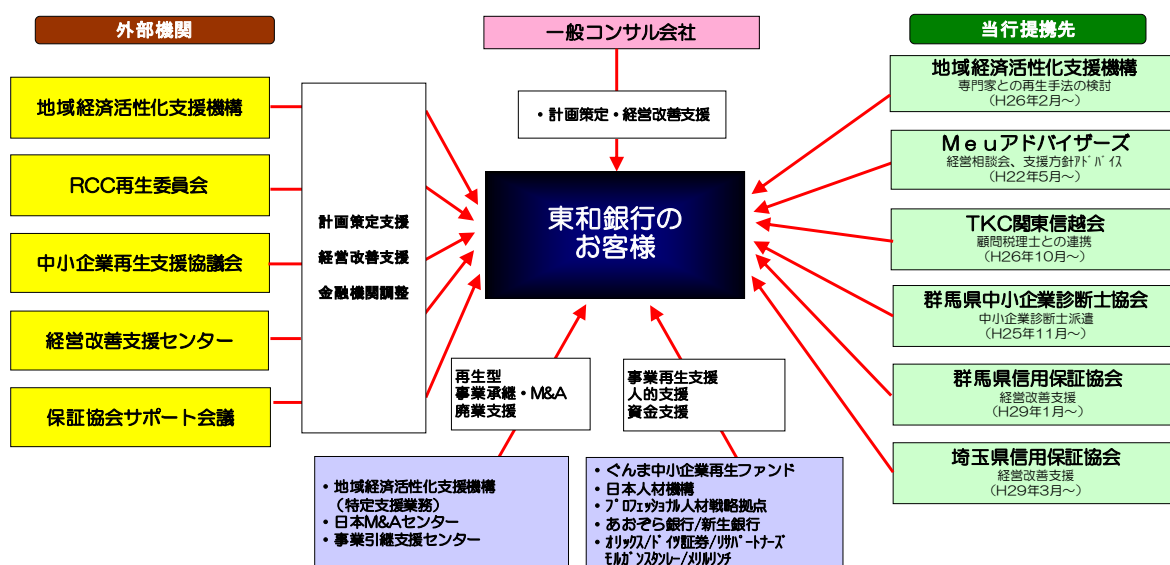 外部機関
地域経済活性化支援機構
RCC再生委員会
中小企業再生支援協議会
経営改善支援センター
保証協会サポート会議
計画策定支援
経営改善支援
金融機関調整
一般コンサル会社
・計画策定・経営改善支援
東和銀行の
お客様
再生型
事業承継・M&A
廃業支援
事業再生支援
人的支援
資金支援
・地域経済活性化支援機構
（特定支援業務）
・日本M&Aセンター
・事業引継支援センター
・ぐんま中小企業再生ファンド
・日本人材機構
・ﾌﾟﾛﾌｪｯｼｮﾅﾙ人材戦略拠点
・あおぞら銀行/新生銀行
・ｵﾘｯｸｽ/ﾄﾞｲﾂ証券/ﾘｻﾊﾟｰﾄﾅｰｽﾞ
ﾓﾙｶﾞﾝｽﾀﾝﾚｰ/ﾒﾘﾙﾘﾝﾁ
当行提携先
地域経済活性化支援機構
専門家との再生手法の検討
（H26年2月～）
Ｍｅｕアドバイザーズ
経営相談会、支援方針ｱﾄﾞﾊﾞｲｽ
（H22年5月～）
TKC関東信越会
顧問税理士との連携
（H26年10月～）
群馬県中小企業診断士協会
中小企業診断士派遣
（H25年11月～）
群馬県信用保証協会
経営改善支援
（H29年1月～）
埼玉県信用保証協会
経営改善支援
（H29年3月～）